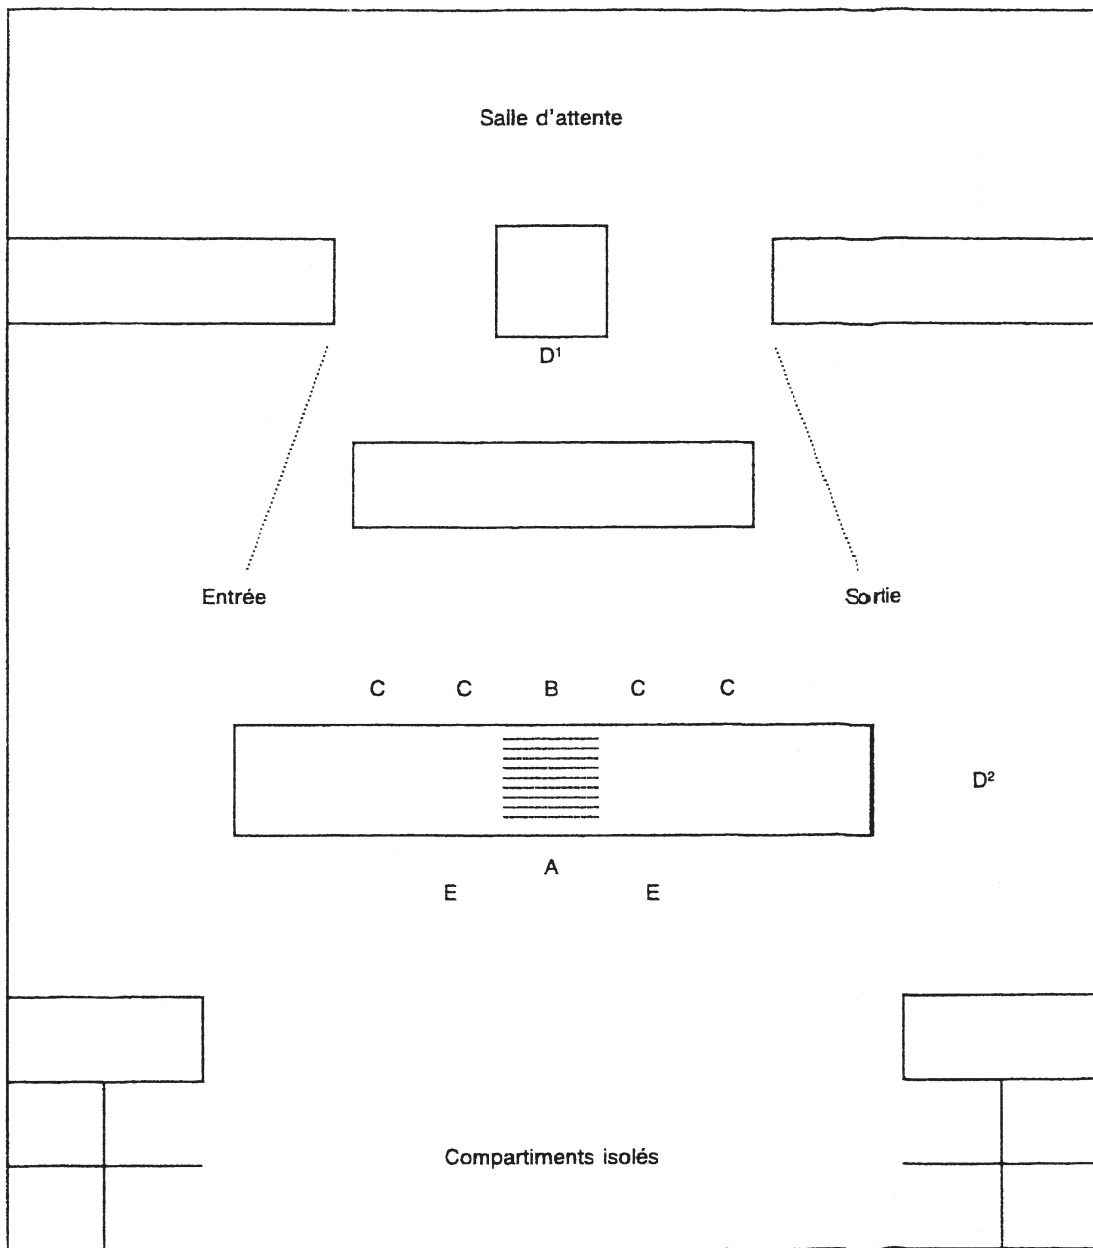 Salle d'attente
D¹
Entrée
Sortie
C C B C C
D²
A
E E
Compartiments isolés